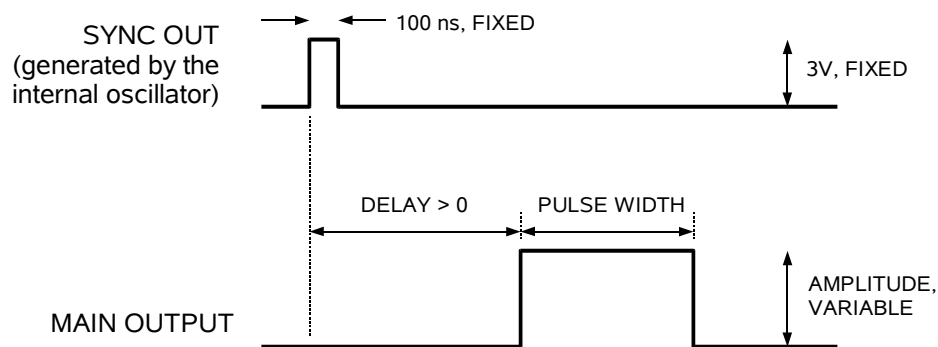 100 ns, FIXED
SYNC OUT
(generated by the
internal oscillator)
3V, FIXED
DELAY > 0
PULSE WIDTH
AMPLITUDE,
VARIABLE
MAIN OUTPUT